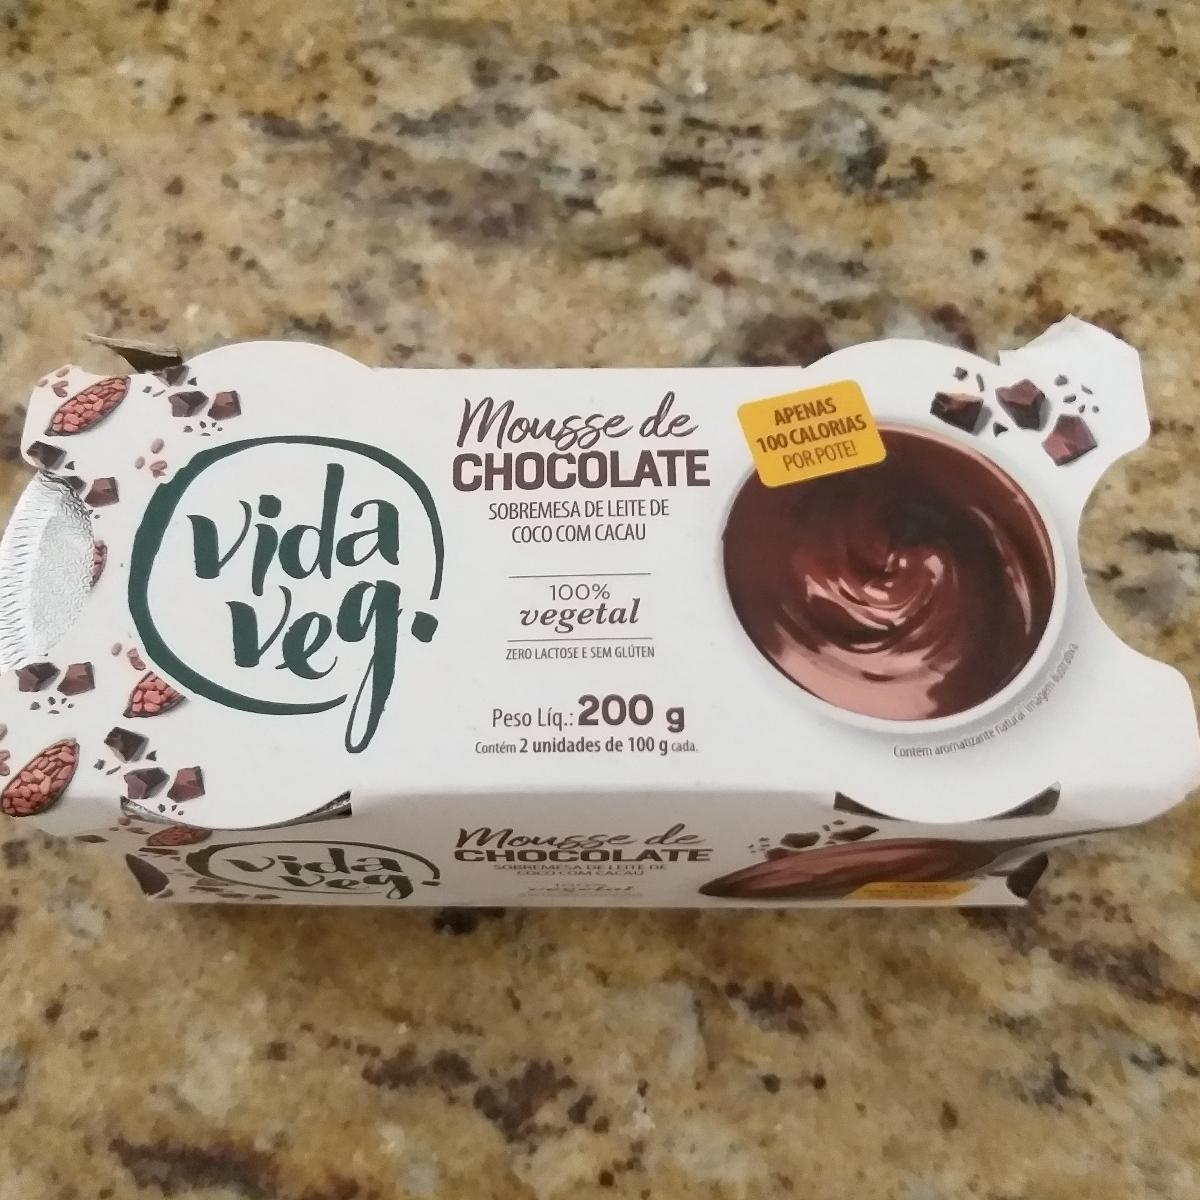 vida
veg.
Mousse de
CHOCOLATE
SOBREMESA DE LEITE DE
COCO COM CACAU
100%
vegetal
ZERO LACTOSE E SEM GLÚTEN
Peso Líq.: 200 g
Contém 2 unidades de 100 g cada.
APENAS
100 CALORIAS
POR POTE!
Contém aromatizante natural imagem ilustrativa
vida
veg.
Mousse de
CHOCOLATE
SOBREMESA DE LEITE DE
COCO COM CACAU
vegetal